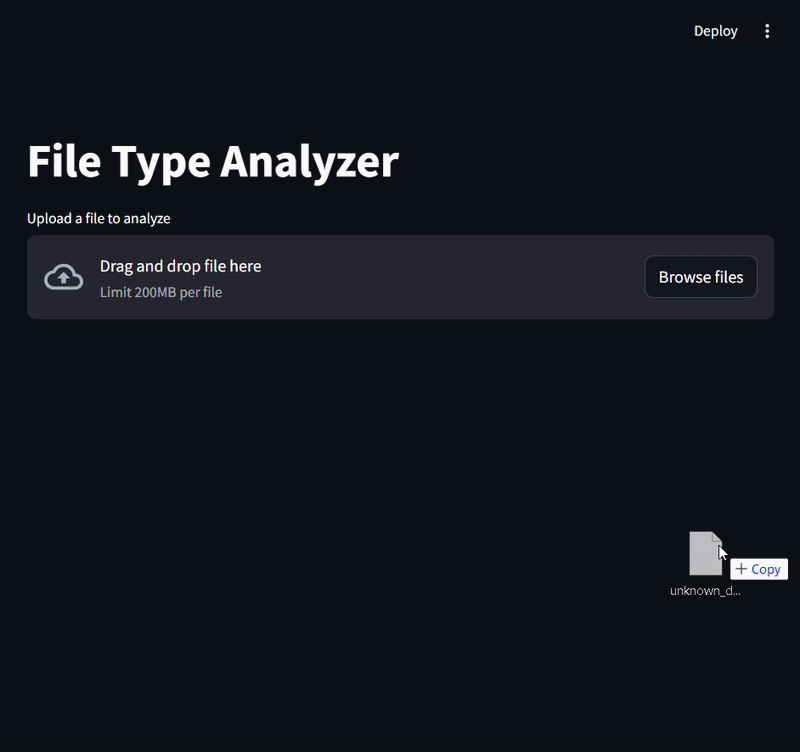 Deploy
File Type Analyzer
Upload a file to analyze
Drag and drop file here
Limit 200MB per file
Browse files
+ Copy
unknown_d...